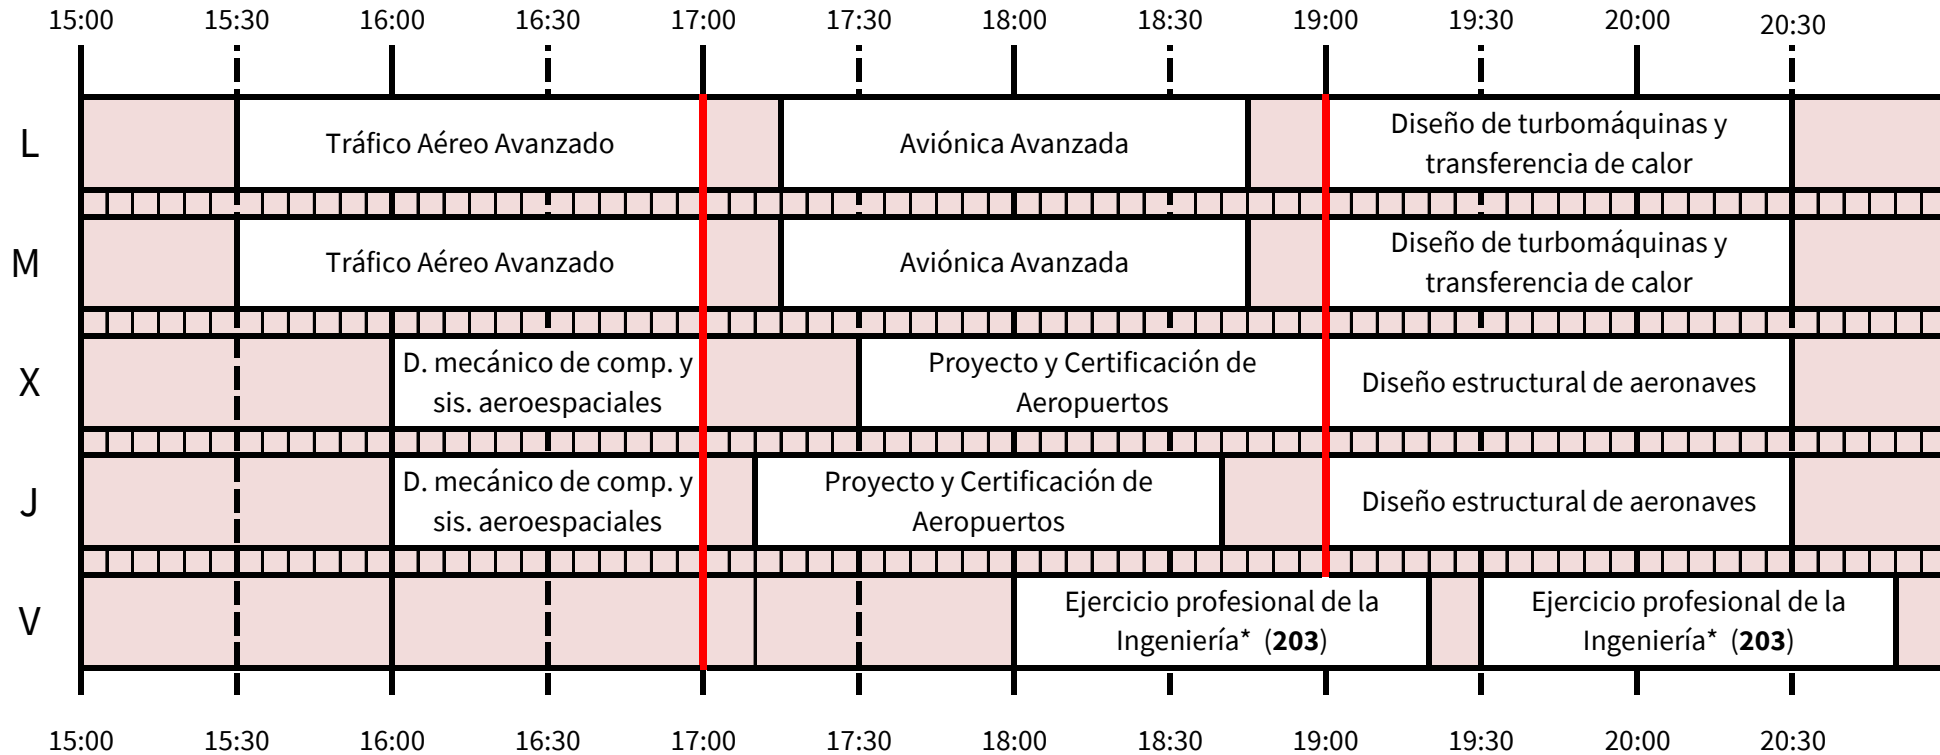 15:00 15:30 16:00 16:30 17:00 17:30 18:00 18:30 19:00 19:30 20:00 20:30
L
Tráfico Aéreo Avanzado
Aviónica Avanzada
Diseño de turbomáquinas y
transferencia de calor
M
Tráfico Aéreo Avanzado
Aviónica Avanzada
Diseño de turbomáquinas y
transferencia de calor
X
D. mecánico de comp. y
sis. aeroespaciales
Proyecto y Certificación de
Aeropuertos
Diseño estructural de aeronaves
J
D. mecánico de comp. y
sis. aeroespaciales
Proyecto y Certificación de
Aeropuertos
Diseño estructural de aeronaves
V
Ejercicio profesional de la
Ingeniería* (203)
Ejercicio profesional de la
Ingeniería* (203)
15:00 15:30 16:00 16:30 17:00 17:30 18:00 18:30 19:00 19:30 20:00 20:30